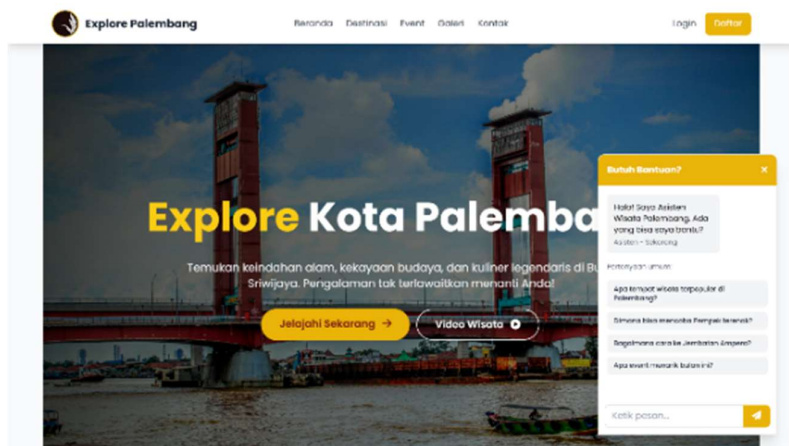 Explore Palembang
Beranda Destinasi Event Galeri Kontak
Login Daftar
Explore Kota Palemba
Temukan keindahan alam, kekayaan budaya, dan kuliner legendaris di Bu
Sriwijaya. Pengalaman tak terlawaitkan menanti Anda!
Jelajahi Sekarang →
Video Wisata
Butuh Bantuan? ×
Halo! Saya Asisten
Wisata Palembang. Ada
yang bisa saya bantu?
Asisten - Sekarang
Pertanyaan umum:
Apa tempat wisata terpopuler di
Palembang?
Dimana bisa mencoba Pempek terenak?
Bagaimana cara ke Jembatan Ampera?
Apa event menarik bulan ini?
Ketik pesan...